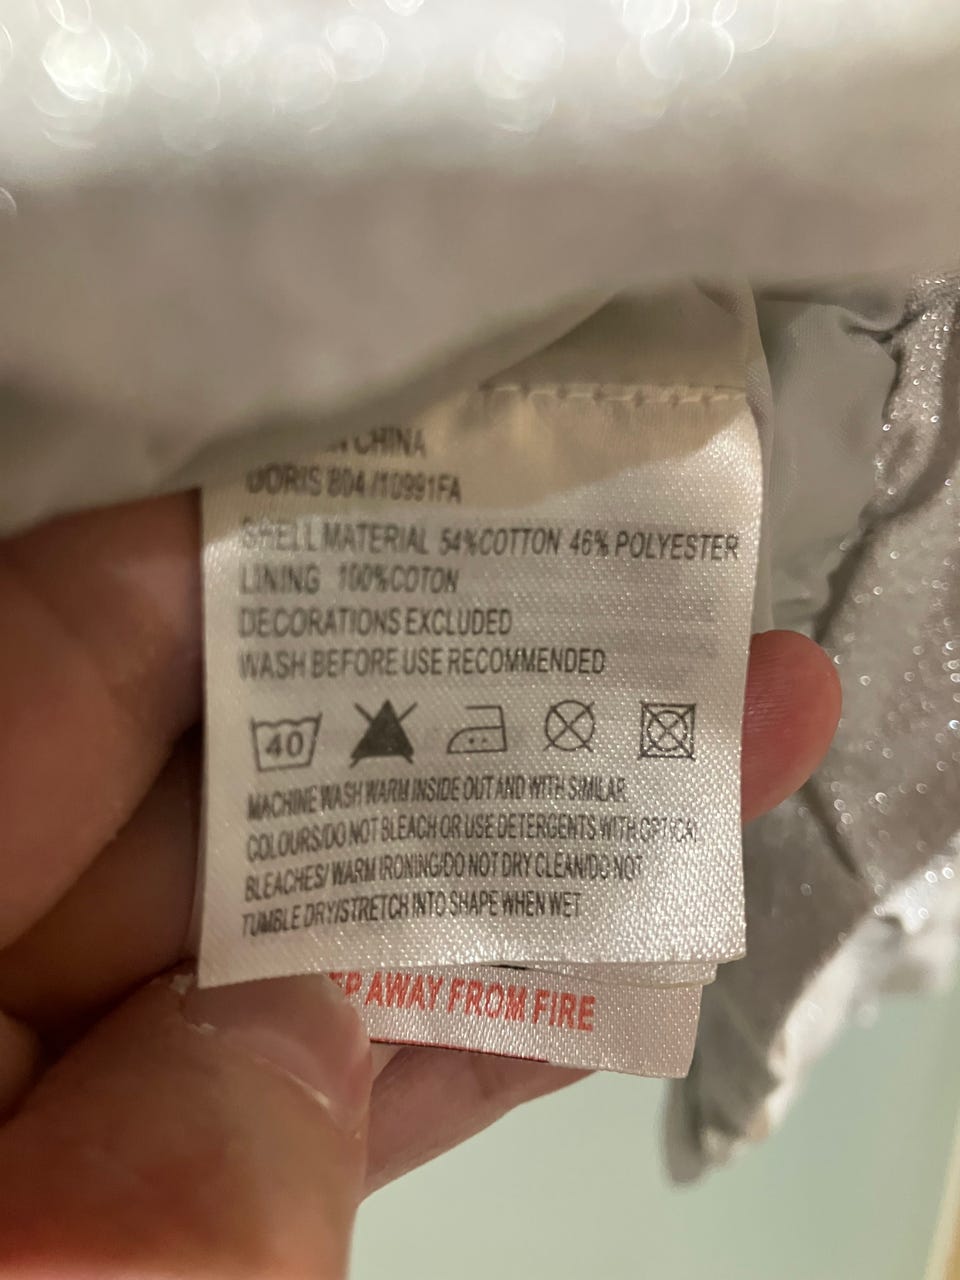 CHINA
DORIS 804 /10991FA
SHELL MATERIAL 54%COTTON 46% POLYESTER
LINING 100%COTON
DECORATIONS EXCLUDED
WASH BEFORE USE RECOMMENDED
40
MACHINE WASH WARM INSIDE OUT AND WITH SIMILAR
COLOURS/DO NOT BLEACH OR USE DETERGENTS WITH OPTICAL
BLEACHES/ WARM IRONING/DO NOT DRY CLEAN/DO NOT
TUMBLE DRY/STRETCH INTO SHAPE WHEN WET
AWAY FROM FIRE